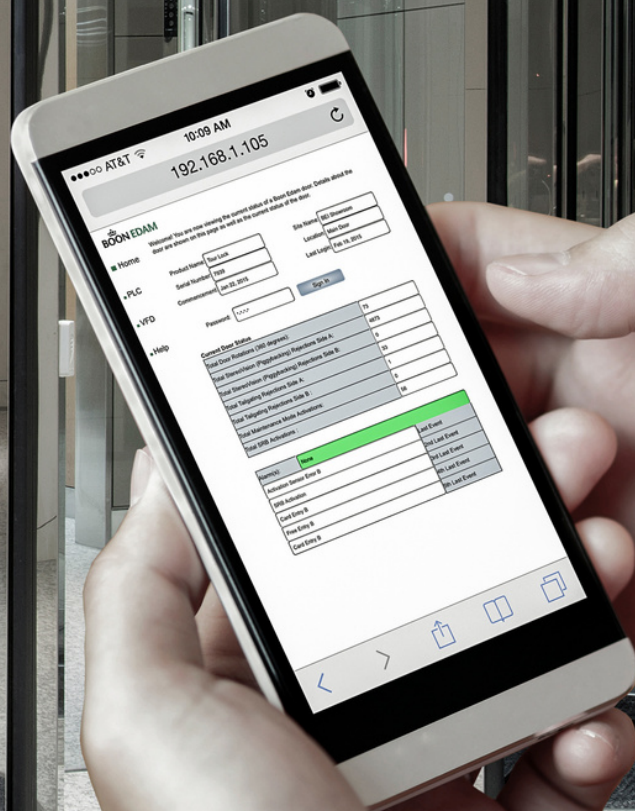 AT&T 10:09 AM
192.168.1.105
BOON EDAM
Welcome! You are now viewing the current status of a Boon Edam door. Details about the
door are shown on this page as well as the current status of the door.
Home
PLC
VFD
Help
Product Name: Tour Lock
Serial Number: 7939
Commencement: Jan 22, 2015
Site Name: BEI Showroom
Location: Main Door
Last Login: Feb 19, 2015
Password: *.*.*.*
Sign In
Current Door Status
Total Door Rotations (360 degrees): 73
Total StereoVision (Piggybacking) Rejections Side A: 4873
Total StereoVision (Piggybacking) Rejections Side B:
Total Tailgating Rejections Side A: 33
Total Tailgating Rejections Side B :
Total Maintenance Mode Activations:
Total SRB Activations : 56
Alarm(s): None
Activation Sensor Error B Last Event
SRB Activation 2nd Last Event
Card Entry B 3rd Last Event
Free Entry B 4th Last Event
Card Entry B 5th Last Event